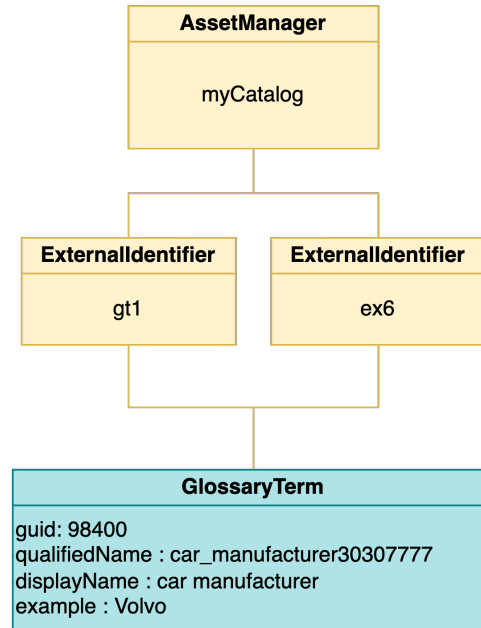 AssetManager
myCatalog
ExternalIdentifier
ExternalIdentifier
gt1
ex6
GlossaryTerm
guid: 98400
qualifiedName : car_manufacturer30307777
displayName : car manufacturer
example : Volvo